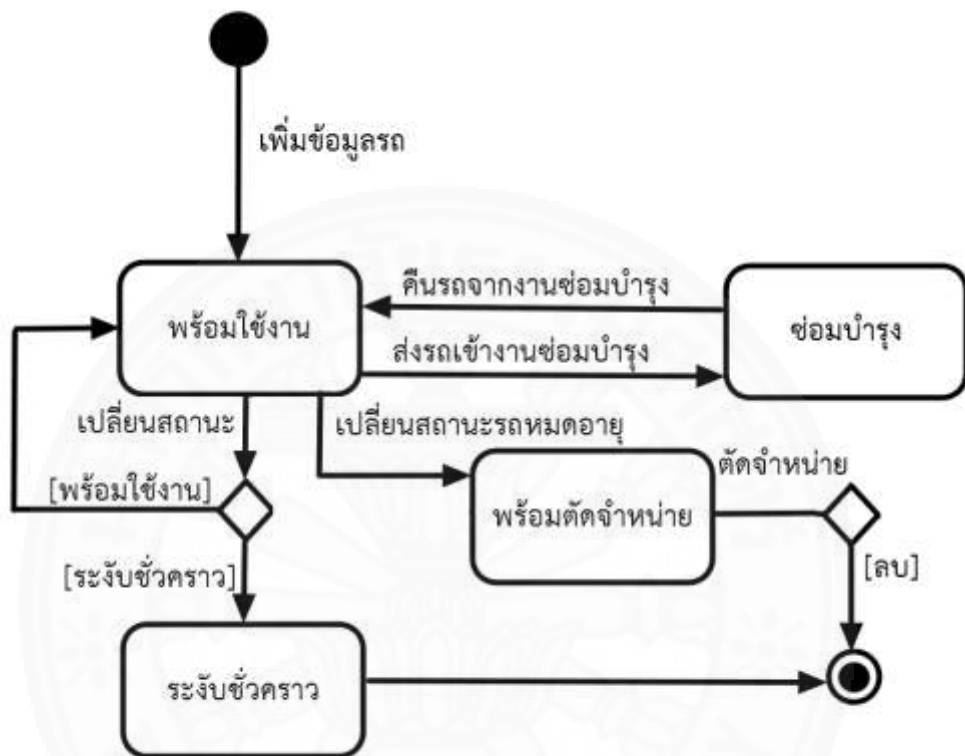 เพิ่มข้อมูลรถ
พร้อมใช้งาน
คืนรถจากงานซ่อมบำรุง
ส่งรถเข้างานซ่อมบำรุง
ซ่อมบำรุง
เปลี่ยนสถานะ
เปลี่ยนสถานะรถหมดอายุ
[พร้อมใช้งาน]
พร้อมตัดจำหน่าย
ตัดจำหน่าย
[ระงับชั่วคราว]
[ลบ]
ระงับชั่วคราว